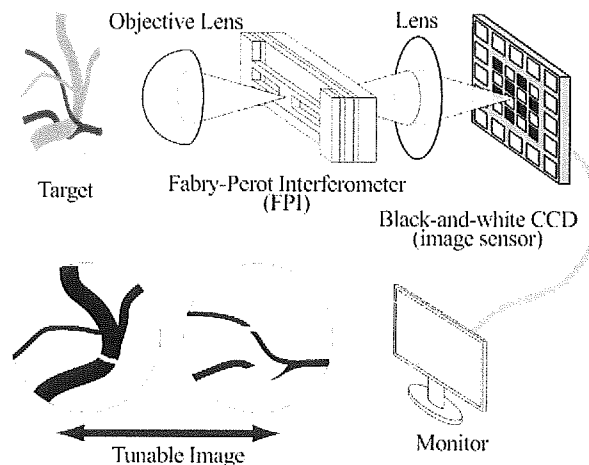 Objective Lens
Lens
Target
Fabry-Perot Interferometer
(FPI)
Black-and-white CCD
(image sensor)
Tunable Image
Monitor